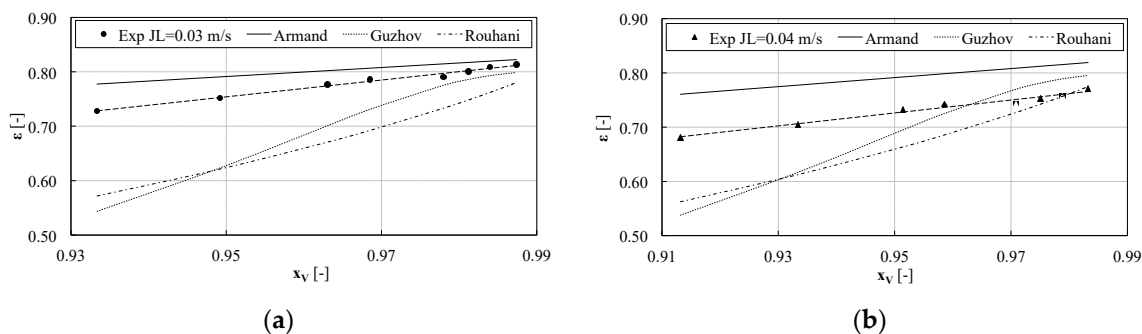 0.90
Exp JL=0.03 m/s Armand Guzhov Rouhani
0.80
0.70
0.60
0.50
ε [-]
0.93 0.95 0.97 0.99
xV [-]
(a)
0.90
Exp JL=0.04 m/s Armand Guzhov Rouhani
0.80
0.70
0.60
0.50
ε [-]
0.91 0.93 0.95 0.97 0.99
xV [-]
(b)